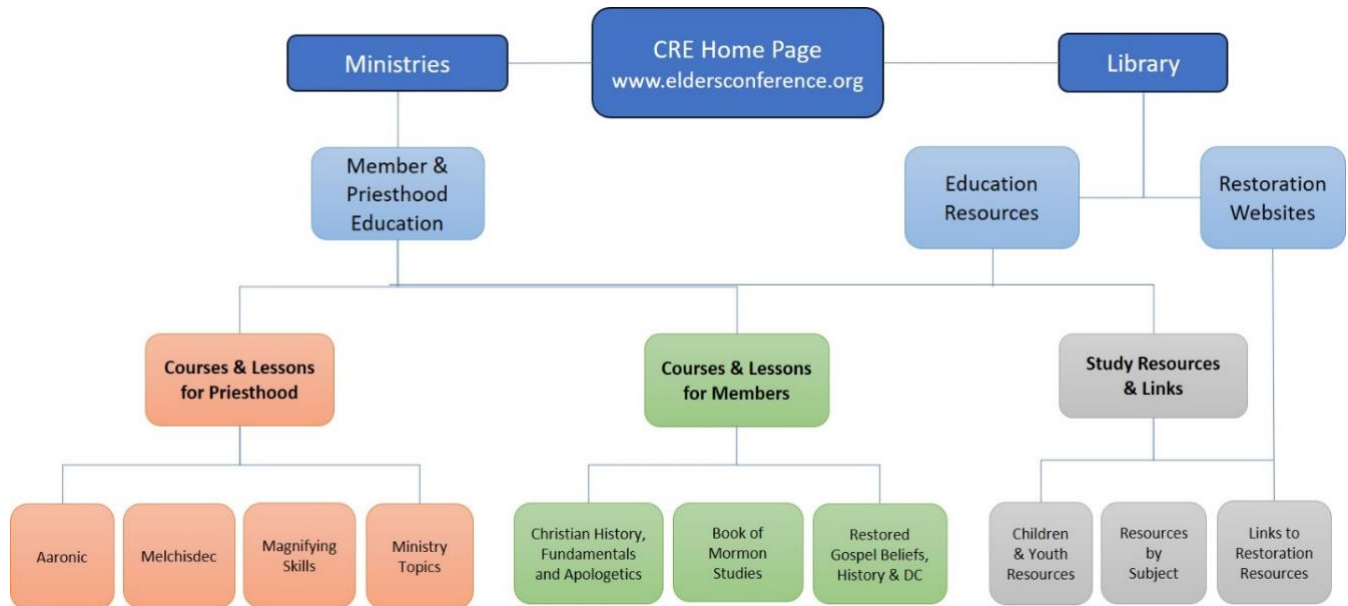 Ministries
CRE Home Page
www.eldersconference.org
Library
Member &
Priesthood
Education
Education
Resources
Restoration
Websites
Courses & Lessons
for Priesthood
Courses & Lessons
for Members
Study Resources
& Links
Aaronic
Melchisdec
Magnifying
Skills
Ministry
Topics
Christian History,
Fundamentals
and Apologetics
Book of
Mormon
Studies
Restored
Gospel Beliefs,
History & DC
Children
& Youth
Resources
Resources
by
Subject
Links to
Restoration
Resources